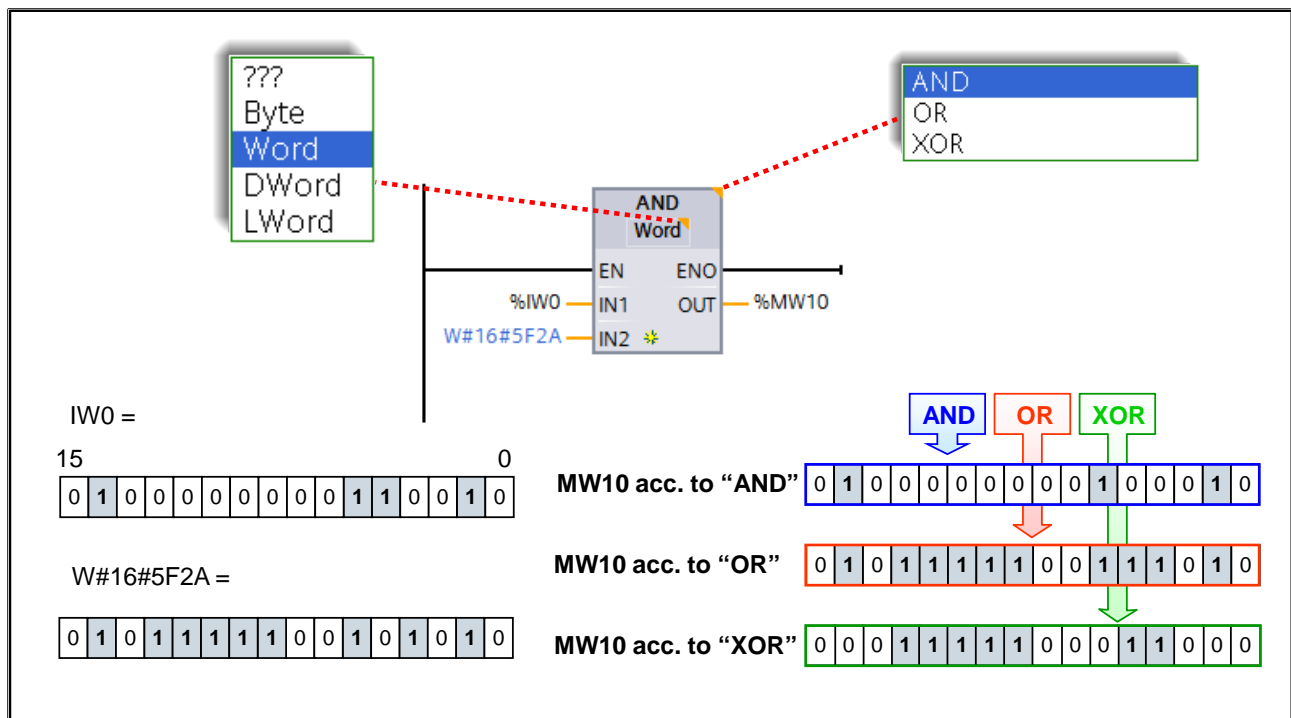 ???
Byte
Word
DWord
LWord
AND
OR
XOR
AND
Word
EN ENO
%IW0 IN1 OUT %MW10
W#16#5F2A IN2
IW0 =
15 0
0 1 0 0 0 0 0 0 0 0 1 1 0 0 1 0
W#16#5F2A =
0 1 0 1 1 1 1 1 0 0 1 0 1 0 1 0
AND OR XOR
MW10 acc. to “AND” 0 1 0 0 0 0 0 0 0 0 1 0 0 0 1 0
MW10 acc. to “OR” 0 1 0 1 1 1 1 1 0 0 1 1 1 0 1 0
MW10 acc. to “XOR” 0 0 0 1 1 1 1 1 0 0 0 1 1 0 0 0